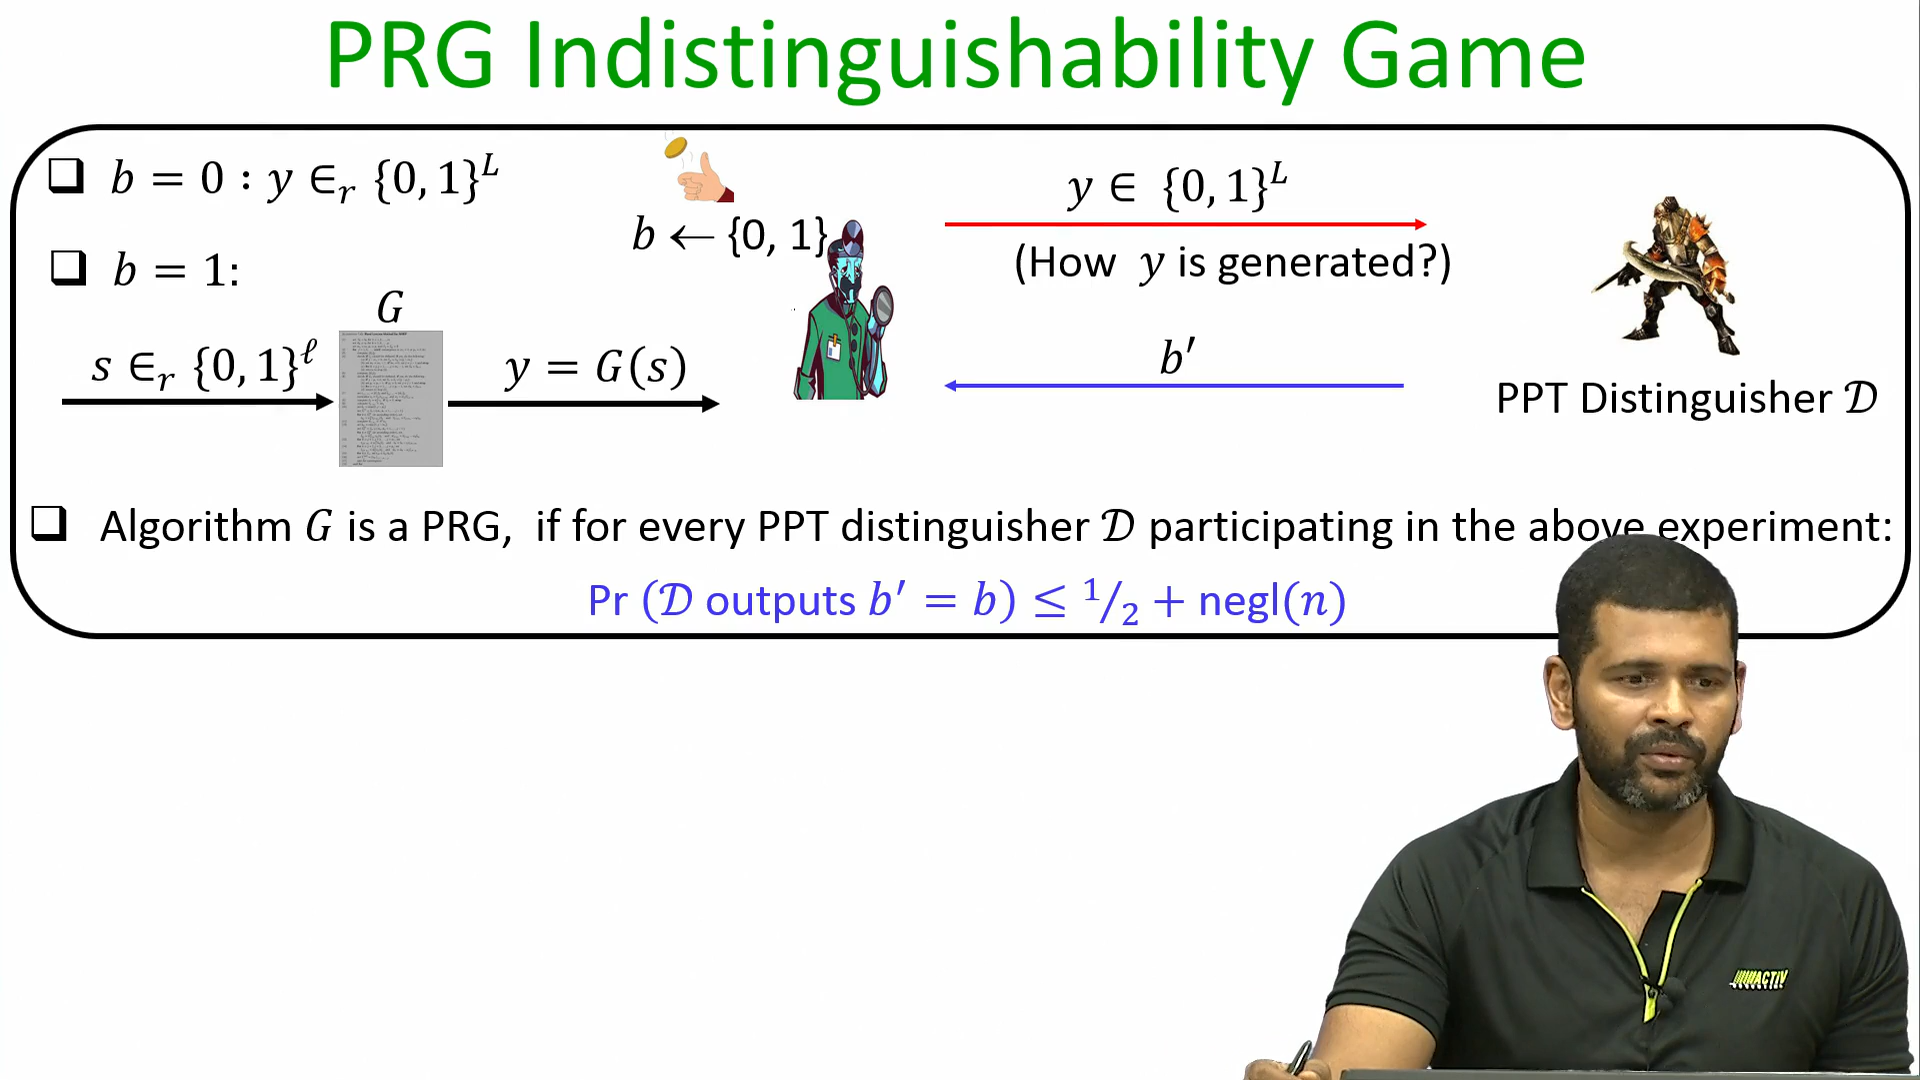 PRG Indistinguishability Game
❑ b = 0 : y ∈ᵣ {0, 1}ᴸ
b ← {0, 1}
y ∈ {0, 1}ᴸ
(How y is generated?)
❑ b = 1:
G
s ∈ᵣ {0, 1}^ℓ
y = G(s)
b′
PPT Distinguisher 𝒟
❑ Algorithm G is a PRG, if for every PPT distinguisher 𝒟 participating in the above experiment:
Pr (𝒟 outputs b′ = b) ≤ 1/2 + negl(n)